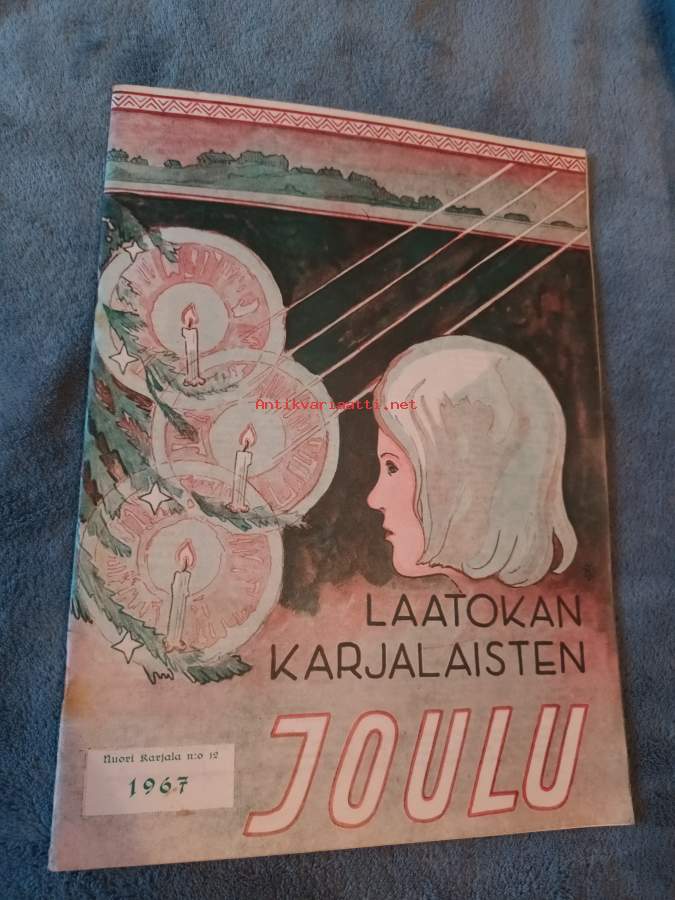 Antikvariaatti.net
LAATOKAN
KARJALAISTEN
JOULU
Nuori Karjala n:o 12
1967